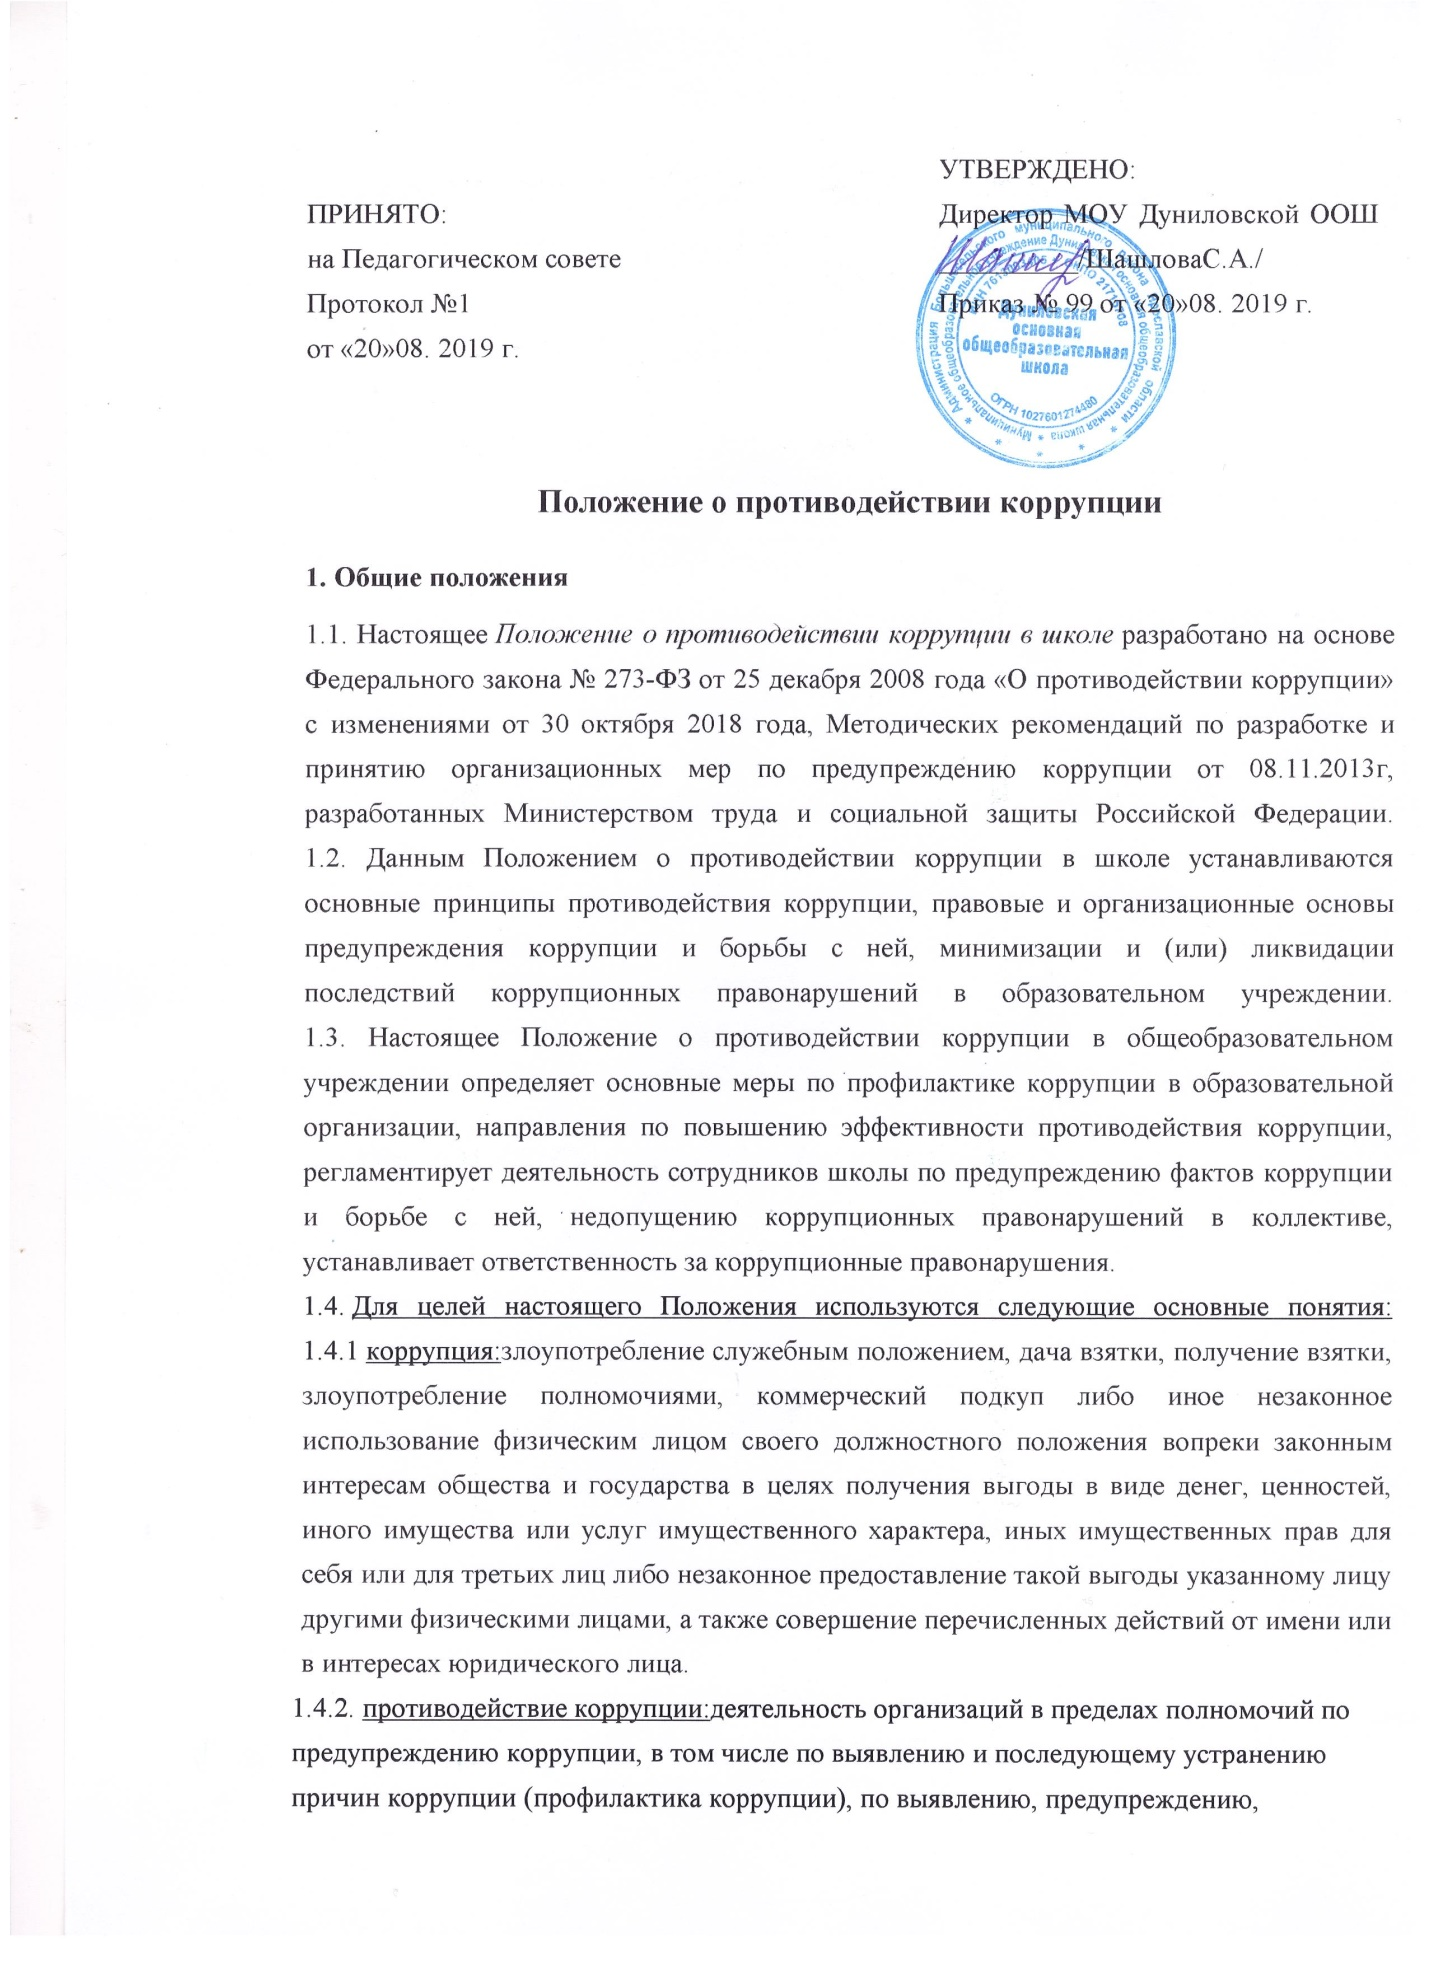 УТВЕРЖДЕНО:
ПРИНЯТО:
Директор МОУ Дуниловской ООШ
на Педагогическом совете
/ШашловаС.А./
Протокол №1
Приказ № 99 от «20»08. 2019 г.
от «20»08. 2019 г.
Администрация Большесельского муниципального района Ярославской области
Дуниловская
основная
общеобразовательная
школа
ОГРН 1027601274480
Положение о противодействии коррупции
1. Общие положения
1.1. Настоящее Положение о противодействии коррупции в школе разработано на основе
Федерального закона № 273-ФЗ от 25 декабря 2008 года «О противодействии коррупции»
с изменениями от 30 октября 2018 года, Методических рекомендаций по разработке и
принятию организационных мер по предупреждению коррупции от 08.11.2013г,
разработанных Министерством труда и социальной защиты Российской Федерации.
1.2. Данным Положением о противодействии коррупции в школе устанавливаются
основные принципы противодействия коррупции, правовые и организационные основы
предупреждения коррупции и борьбы с ней, минимизации и (или) ликвидации
последствий коррупционных правонарушений в образовательном учреждении.
1.3. Настоящее Положение о противодействии коррупции в общеобразовательном
учреждении определяет основные меры по профилактике коррупции в образовательной
организации, направления по повышению эффективности противодействия коррупции,
регламентирует деятельность сотрудников школы по предупреждению фактов коррупции
и борьбе с ней, недопущению коррупционных правонарушений в коллективе,
устанавливает ответственность за коррупционные правонарушения.
1.4. Для целей настоящего Положения используются следующие основные понятия:
1.4.1 коррупция:злоупотребление служебным положением, дача взятки, получение взятки,
злоупотребление полномочиями, коммерческий подкуп либо иное незаконное
использование физическим лицом своего должностного положения вопреки законным
интересам общества и государства в целях получения выгоды в виде денег, ценностей,
иного имущества или услуг имущественного характера, иных имущественных прав для
себя или для третьих лиц либо незаконное предоставление такой выгоды указанному лицу
другими физическими лицами, а также совершение перечисленных действий от имени или
в интересах юридического лица.
1.4.2. противодействие коррупции:деятельность организаций в пределах полномочий по
предупреждению коррупции, в том числе по выявлению и последующему устранению
причин коррупции (профилактика коррупции), по выявлению, предупреждению,